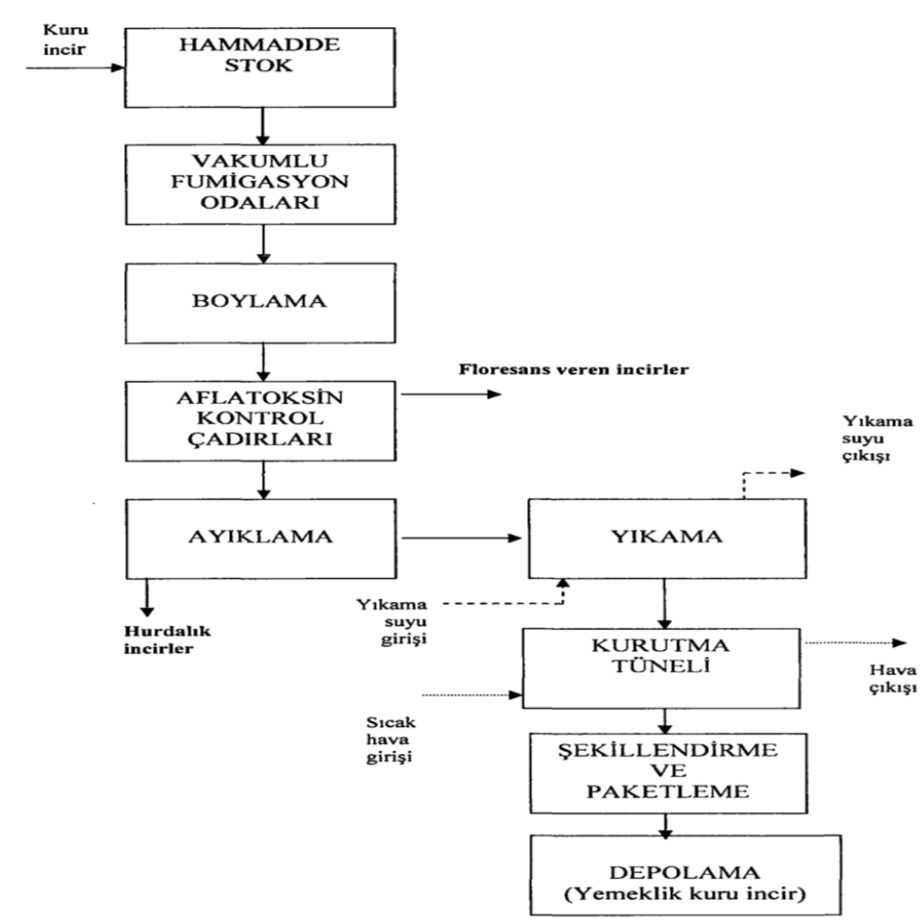 Kuru
incir
HAMMADDE
STOK
VAKUMLU
FUMİGASYON
ODALARI
BOYLAMA
Floresans veren incirler
AFLATOKSİN
KONTROL
ÇADIRLARI
Yıkama
suyu
çıkışı
AYIKLAMA
YIKAMA
Yıkama
suyu
girişi
Hurdalık
incirler
KURUTMA
TÜNELİ
Hava
çıkışı
Sıcak
hava
girişi
ŞEKİLLENDİRME
VE
PAKETLEME
DEPOLAMA
(Yemeklik kuru incir)